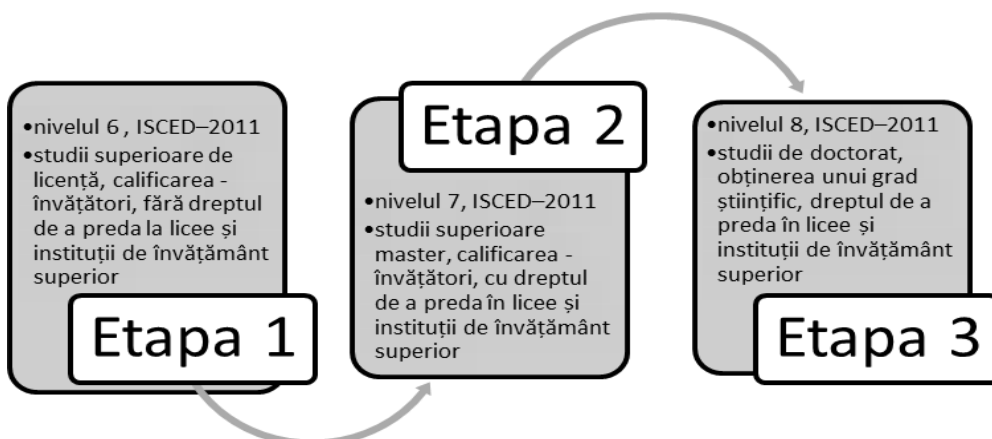 •nivelul 6 , ISCED–2011
•studii superioare de
licență, calificarea -
învățători, fără dreptul
de a preda la licee și
instituții de învățământ
superior
Etapa 1
Etapa 2
•nivelul 7, ISCED–2011
•studii superioare
master, calificarea -
învățători, cu dreptul
de a preda în licee și
instituții de învățământ
superior
•nivelul 8, ISCED–2011
•studii de doctorat,
obținerea unui grad
științific, dreptul de a
preda în licee și
instituții de învățământ
superior
Etapa 3